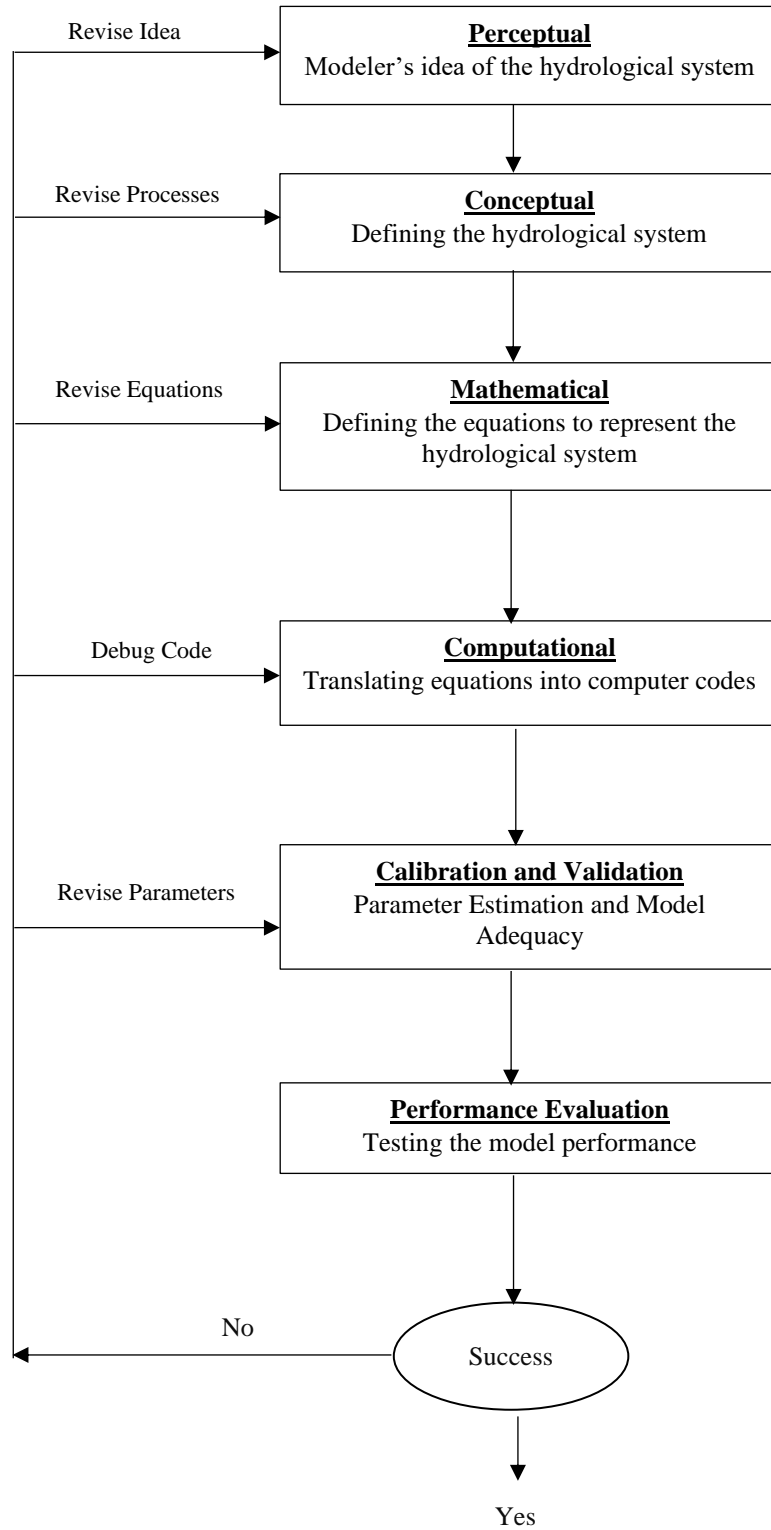 Revise Idea
Perceptual
Modeler’s idea of the hydrological system
Revise Processes
Conceptual
Defining the hydrological system
Revise Equations
Mathematical
Defining the equations to represent the
hydrological system
Debug Code
Computational
Translating equations into computer codes
Revise Parameters
Calibration and Validation
Parameter Estimation and Model
Adequacy
Performance Evaluation
Testing the model performance
No
Success
Yes